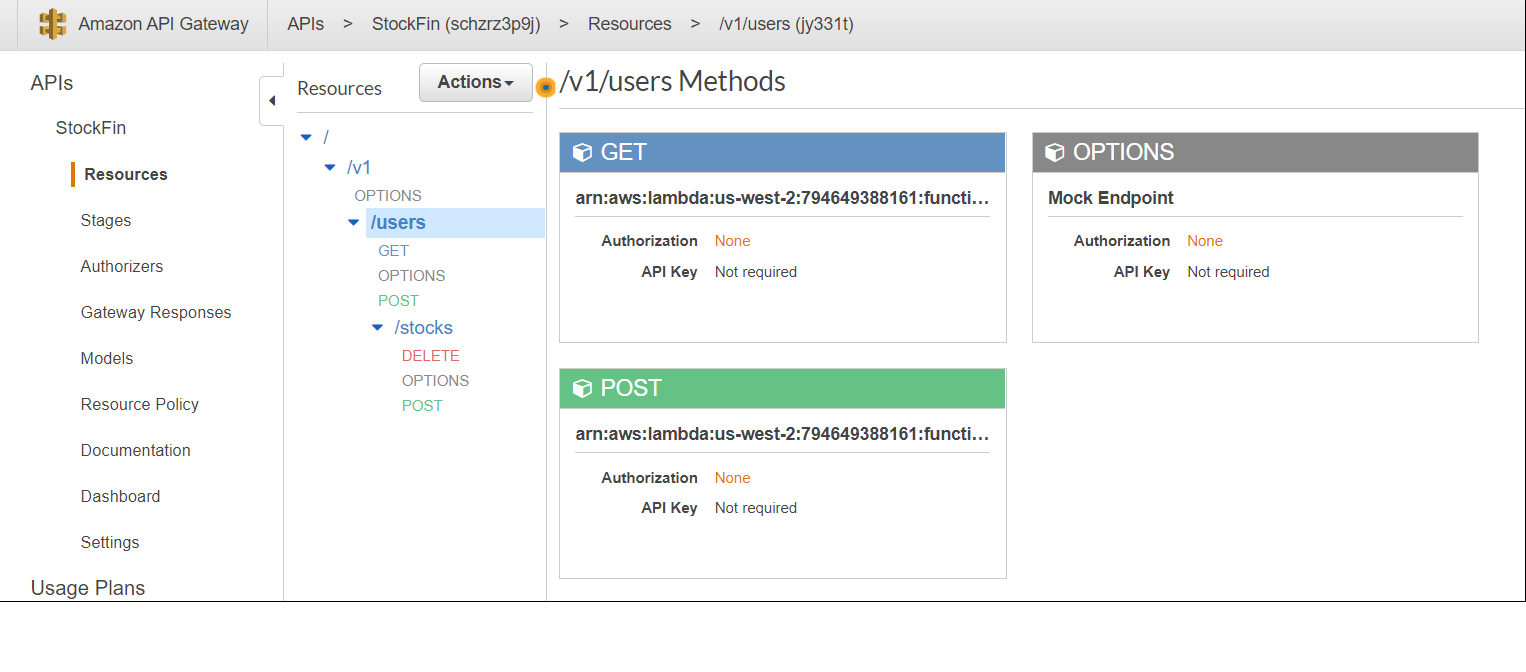 Amazon API Gateway
APIs > StockFin (schzrz3p9j) > Resources > /v1/users (jy331t)
APIs
StockFin
Resources
Stages
Authorizers
Gateway Responses
Models
Resource Policy
Documentation
Dashboard
Settings
Usage Plans
Resources
Actions
/
/v1
OPTIONS
/users
GET
OPTIONS
POST
/stocks
DELETE
OPTIONS
POST
/v1/users Methods
GET
arn:aws:lambda:us-west-2:794649388161:functi...
Authorization None
API Key Not required
OPTIONS
Mock Endpoint
Authorization None
API Key Not required
POST
arn:aws:lambda:us-west-2:794649388161:functi...
Authorization None
API Key Not required